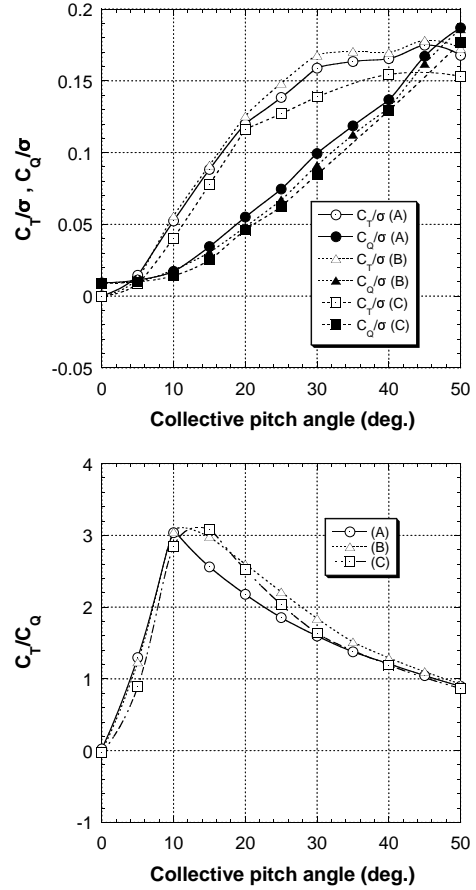 0.2
0.15
0.1
0.05
0
-0.05
C_T/σ , C_Q/σ
C_T/σ (A)
C_Q/σ (A)
C_T/σ (B)
C_Q/σ (B)
C_T/σ (C)
C_Q/σ (C)
0 10 20 30 40 50
Collective pitch angle (deg.)
4
3
2
1
0
-1
C_T/C_Q
(A)
(B)
(C)
0 10 20 30 40 50
Collective pitch angle (deg.)